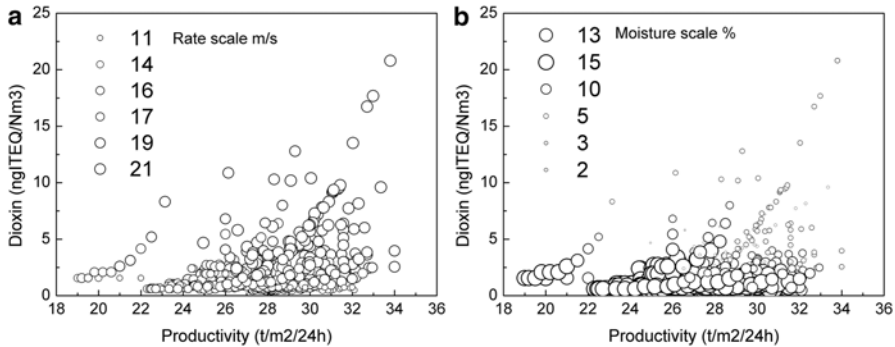 a
25
20
15
10
5
0
Dioxin (ngITEQ/Nm3)
11 Rate scale m/s
14
16
17
19
21
18 20 22 24 26 28 30 32 34 36
Productivity (t/m2/24h)
b
25
20
15
10
5
0
Dioxin (ngITEQ/Nm3)
13 Moisture scale %
15
10
5
3
2
18 20 22 24 26 28 30 32 34 36
Productivity (t/m2/24h)